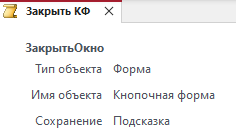 Закрыть КФ
ЗакрытьОкно
Тип объекта Форма
Имя объекта Кнопочная форма
Сохранение Подсказка